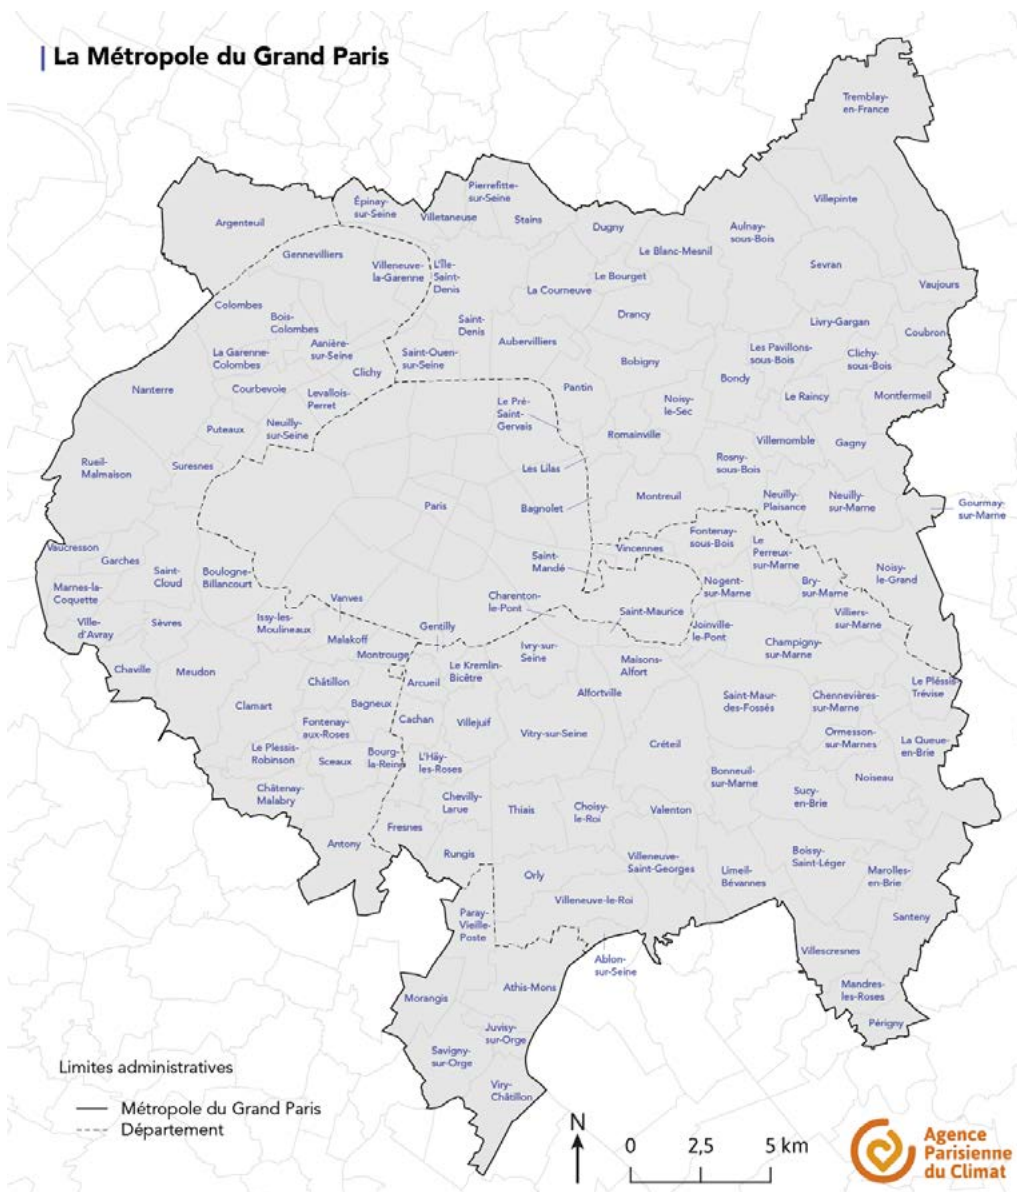 La Métropole du Grand Paris
Tremblay-
en-France
Pierrefitte-
sur-Seine
Épinay-
sur-Seine
Villetaneuse
Stains
Argenteuil
Dugny
Villepinte
Aulnay-
sous-Bois
Le Blanc-Mesnil
Gennevilliers
Villeneuve-
la-Garenne
L'Île-
Saint-
Denis
Le Bourget
Sevran
La Courneuve
Vaujours
Colombes
Bois-
Colombes
Saint-
Denis
Drancy
Livry-Gargan
Coubron
Asnière-
sur-Seine
Aubervilliers
La Garenne-
Colombes
Saint-Ouen-
sur-Seine
Clichy
Bobigny
Les Pavillons-
sous-Bois
Clichy-
sous-Bois
Nanterre
Courbevoie
Levallois-
Perret
Pantin
Bondy
Le Raincy
Montfermeil
Le Pré-
Saint-
Gervais
Noisy-
le-Sec
Puteaux
Neuilly-
sur-Seine
Romainville
Villemomble
Gagny
Rueil-
Malmaison
Suresnes
Les Lilas
Rosny-
sous-Bois
Paris
Bagnolet
Montreuil
Neuilly-
Plaisance
Neuilly-
sur-Marne
Gournay-
sur-Marne
Vaucresson
Garches
Saint-
Cloud
Boulogne-
Billancourt
Saint-
Mandé
Vincennes
Fontenay-
sous-Bois
Le
Perreux-
sur-Marne
Noisy-
le-Grand
Marnes-la-
Coquette
Vanves
Charenton-
le-Pont
Nogent-
sur-Marne
Bry-
sur-Marne
Ville-
d'Avray
Sèvres
Issy-les-
Moulineaux
Malakoff
Gentilly
Saint-Maurice
Joinville-
le-Pont
Villiers-
sur-Marne
Champigny-
sur-Marne
Montrouge
Ivry-sur-
Seine
Maisons-
Alfort
Chaville
Meudon
Châtillon
Arcueil
Le Kremlin-
Bicêtre
Le Pléssis-
Trévise
Clamart
Bagneux
Alfortville
Saint-Maur-
des-Fossés
Chennevières-
sur-Marne
Fontenay-
aux-Roses
Cachan
Villejuif
Vitry-sur-Seine
Créteil
Ormesson-
sur-Marnes
La Queue-
en-Brie
Le Plessis-
Robinson
Sceaux
Bourg-
la-Reine
L'Hây-
les-Roses
Bonneuil-
sur-Marne
Noiseau
Châtenay-
Malabry
Chevilly-
Larue
Thiais
Choisy-
le-Roi
Valenton
Sucy-
en-Brie
Antony
Fresnes
Rungis
Orly
Villeneuve-
Saint-Georges
Limeil-
Bévannes
Boissy-
Saint-Léger
Marolles-
en-Brie
Villeneuve-le-Roi
Paray-
Vieille-
Poste
Santeny
Ablon-
sur-Seine
Villescresnes
Morangis
Athis-Mons
Mandres-
les-Roses
Périgny
Juvisy-
sur-Orge
Savigny-
sur-Orge
Viry-
Châtillon
Limites administratives
Métropole du Grand Paris
Département
N
0 2,5 5 km
Agence
Parisienne
du Climat